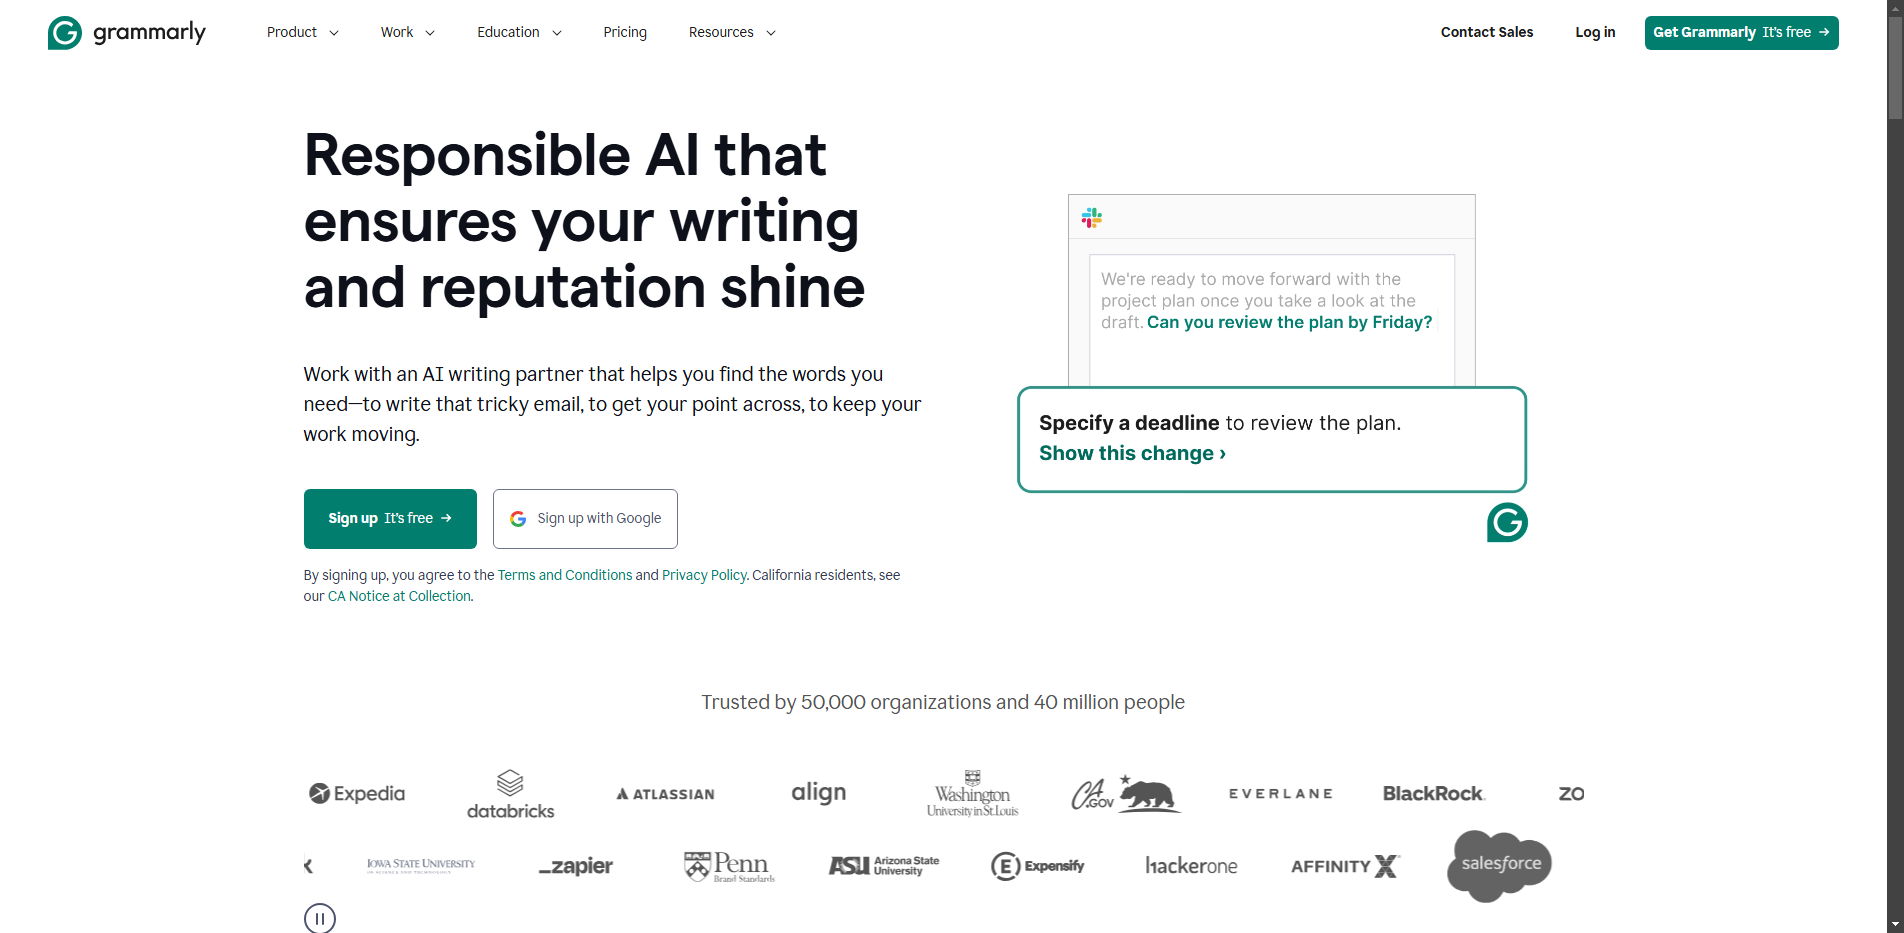 grammarly
Product
Work
Education
Pricing
Resources
Contact Sales
Log in
Get Grammarly It's free →
Responsible AI that
ensures your writing
and reputation shine
Work with an AI writing partner that helps you find the words you
need—to write that tricky email, to get your point across, to keep your
work moving.
Sign up It's free →
Sign up with Google
By signing up, you agree to the Terms and Conditions and Privacy Policy. California residents, see
our CA Notice at Collection.
We're ready to move forward with the
project plan once you take a look at the
draft. Can you review the plan by Friday?
Specify a deadline to review the plan.
Show this change ›
Trusted by 50,000 organizations and 40 million people
Expedia
databricks
ATLASSIAN
align
Washington
University in St. Louis
CA
.GOV
EVERLANE
BlackRock.
ZO
k
IOWA STATE UNIVERSITY
OF SCIENCE AND TECHNOLOGY
_zapier
Penn
Brand Standards
ASU Arizona State
University
E Expensify
hackerone
AFFINITY X
salesforce